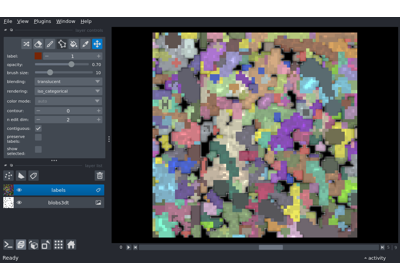 File View Plugins Window Help
label: 1
opacity: 0.70
brush size: 10
blending: translucent
rendering: iso_categorical
color mode:
contour: 0
n edit dim: 2
contiguous:
preserve labels:
show selected:
labels
blobs3dt
0
Ready activity